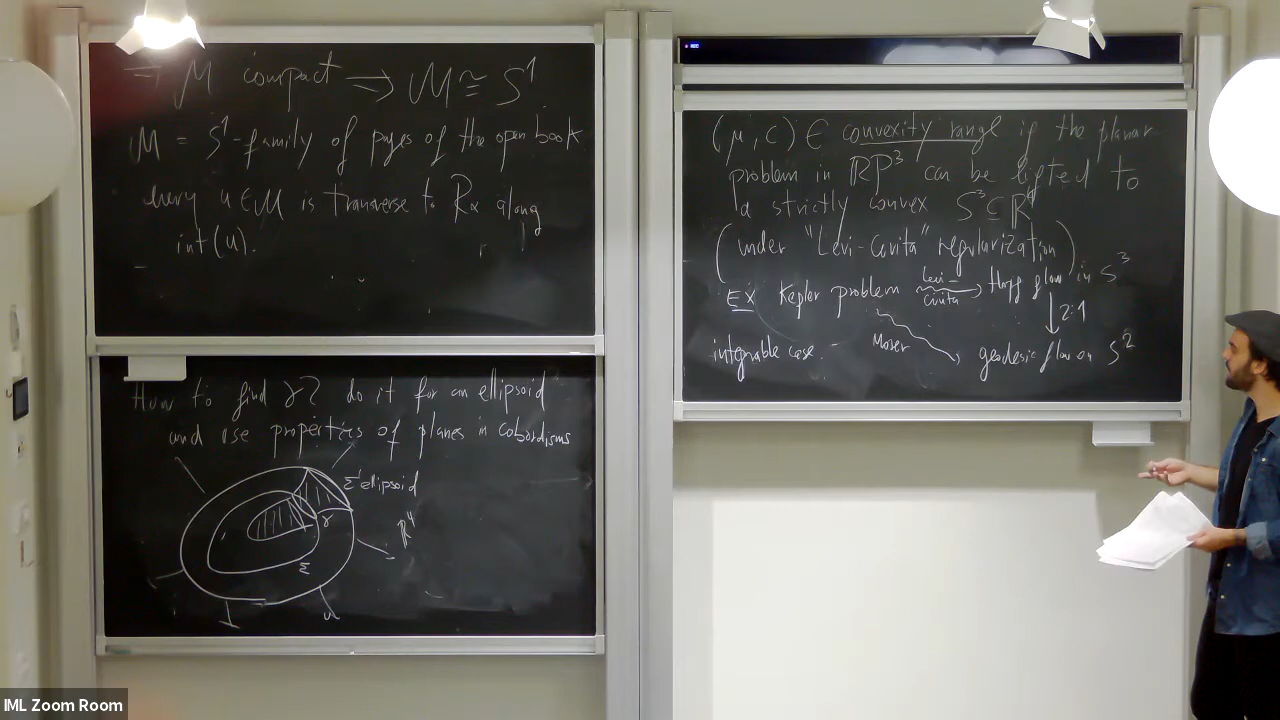 ⇒ M compact ⇒ M ≅ S¹
M = S¹-family of pages of the open book
every u ∈ M is transverse to Rα along
int(u).
How to find γ? do it for an ellipsoid
and use properties of planes in cobordisms
Σ' ellipsoid
γ
ℝ⁴
Σ
(μ, c) ∈ convexity range if the planar
problem in ℝP³ can be lifted to
a strictly convex S³ ⊆ ℝ⁴
(under "Levi-Civita" regularization)
EX Kepler problem Levi-Civita Hopf flow in S³
2:1
integrable case. Moser geodesic flow on S²
IML Zoom Room